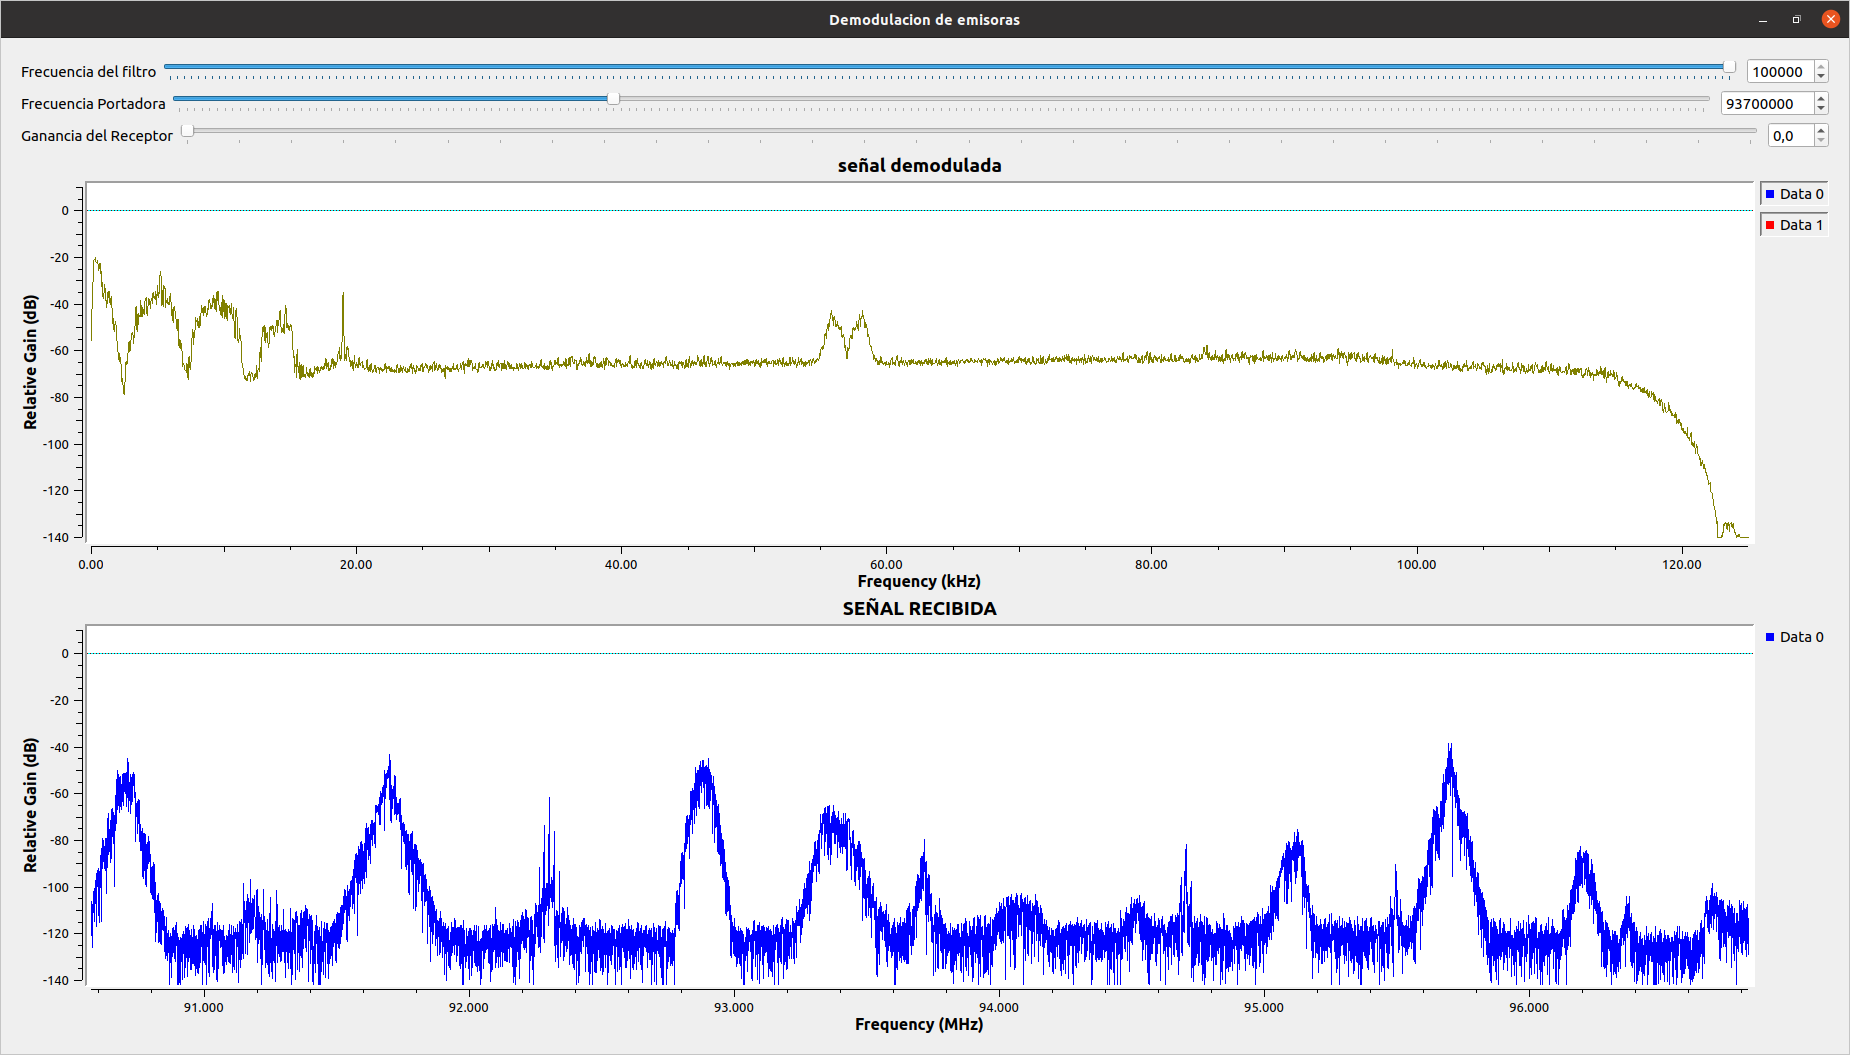 Demodulacion de emisoras
Frecuencia del filtro 100000
Frecuencia Portadora 93700000
Ganancia del Receptor 0,0
señal demodulada
Data 0
Data 1
Relative Gain (dB)
0
-20
-40
-60
-80
-100
-120
-140
0.00 20.00 40.00 60.00 80.00 100.00 120.00
Frequency (kHz)
SEÑAL RECIBIDA
Data 0
Relative Gain (dB)
0
-20
-40
-60
-80
-100
-120
-140
91.000 92.000 93.000 94.000 95.000 96.000
Frequency (MHz)